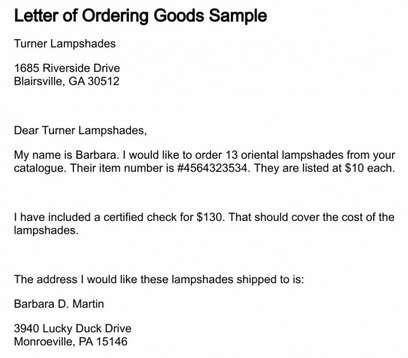 Letter of Ordering Goods Sample
Turner Lampshades
1685 Riverside Drive
Blairsville, GA 30512
Dear Turner Lampshades,
My name is Barbara. I would like to order 13 oriental lampshades from your
catalogue. Their item number is #4564323534. They are listed at $10 each.
I have included a certified check for $130. That should cover the cost of the
lampshades.
The address I would like these lampshades shipped to is:
Barbara D. Martin
3940 Lucky Duck Drive
Monroeville, PA 15146